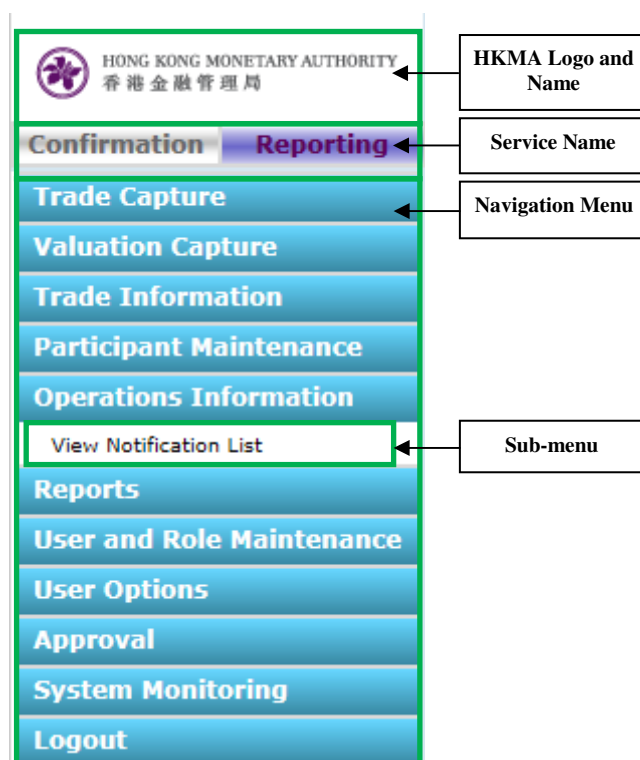 HONG KONG MONETARY AUTHORITY
香港金融管理局
HKMA Logo and
Name
Confirmation Reporting
Service Name
Trade Capture
Navigation Menu
Valuation Capture
Trade Information
Participant Maintenance
Operations Information
View Notification List
Sub-menu
Reports
User and Role Maintenance
User Options
Approval
System Monitoring
Logout